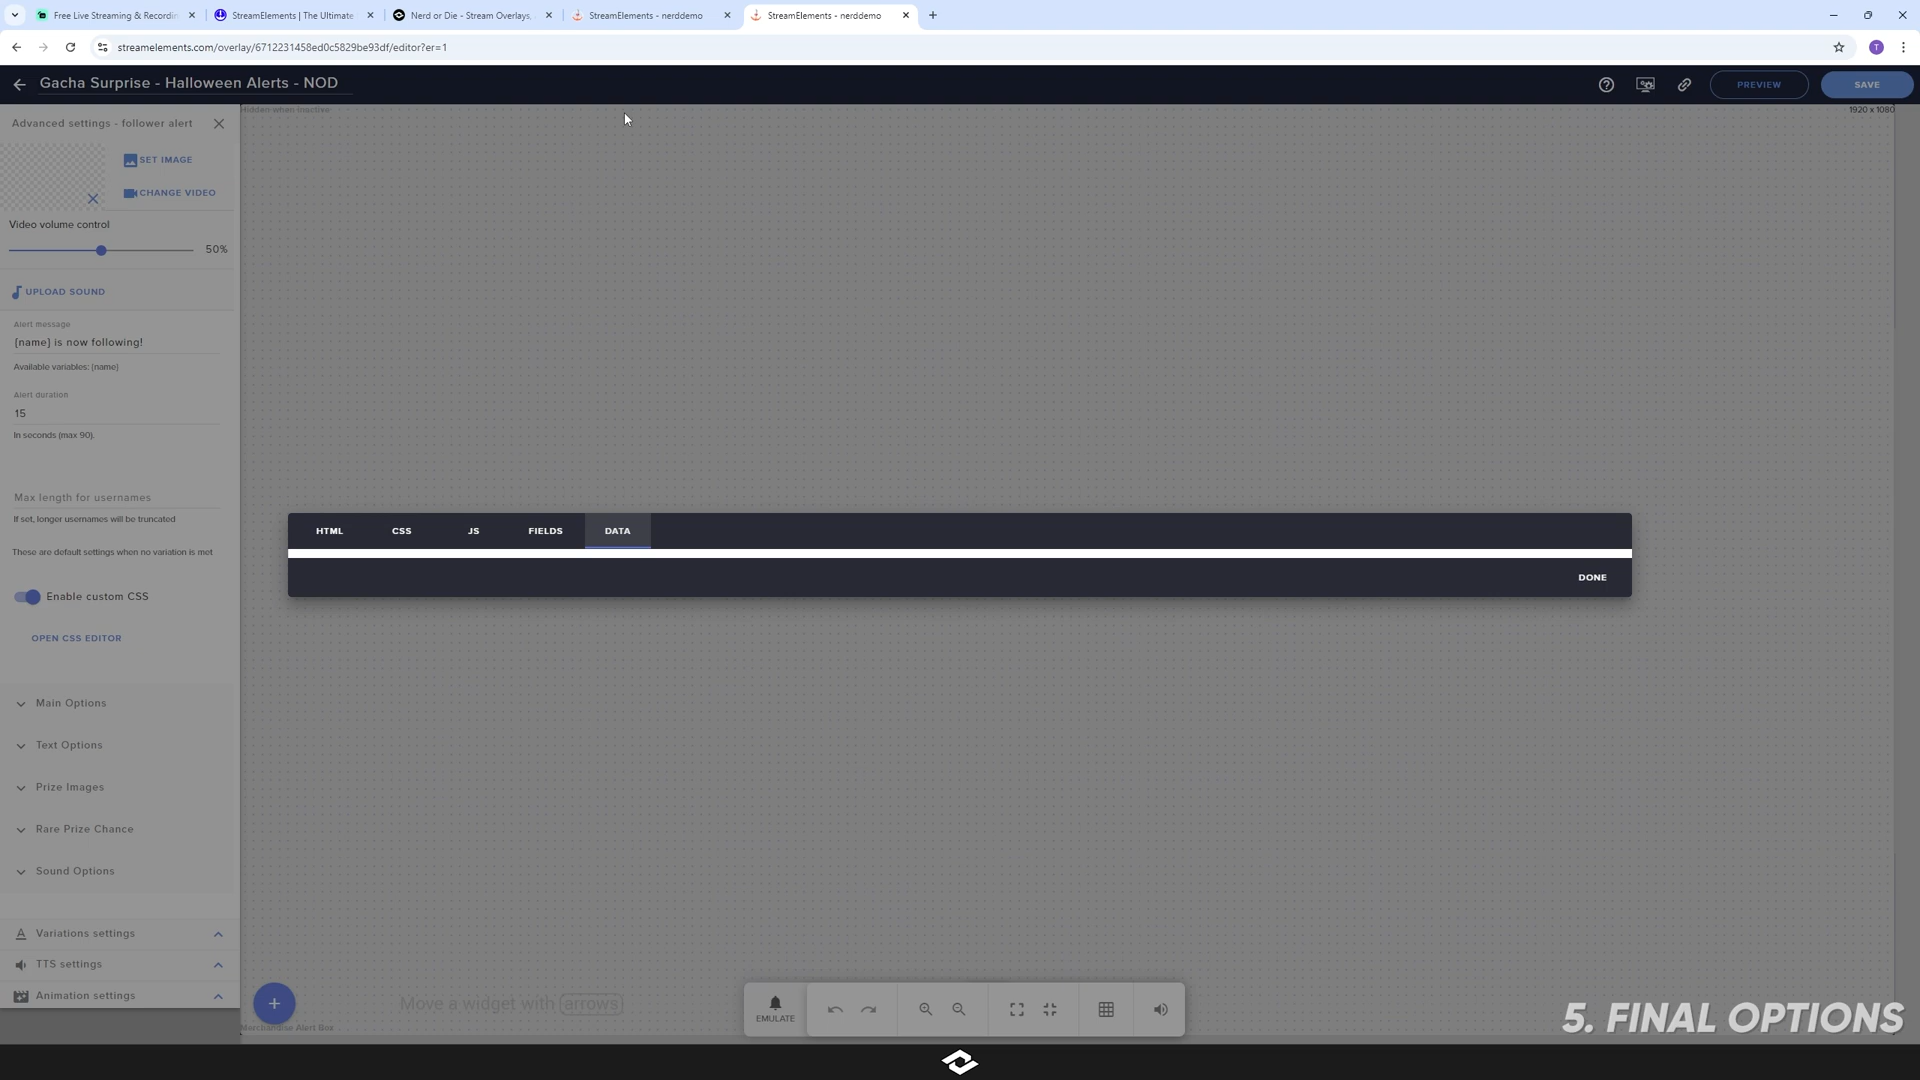 Free Live Streaming & Recordin
StreamElements | The Ultimate
Nerd or Die - Stream Overlays,
StreamElements - nerddemo
StreamElements - nerddemo
streamelements.com/overlay/6712231458ed0c5829be93df/editor?er=1
T
Gacha Surprise - Halloween Alerts - NOD
PREVIEW
SAVE
Hidden when inactive
1920 x 1080
Advanced settings - follower alert
SET IMAGE
CHANGE VIDEO
Video volume control
50%
UPLOAD SOUND
Alert message
{name} is now following!
Available variables: {name}
Alert duration
15
In seconds (max 90).
Max length for usernames
If set, longer usernames will be truncated
These are default settings when no variation is met
HTML
CSS
JS
FIELDS
DATA
DONE
Enable custom CSS
OPEN CSS EDITOR
Main Options
Text Options
Prize Images
Rare Prize Chance
Sound Options
Variations settings
TTS settings
Animation settings
Move a widget with arrows
EMULATE
Merchandise Alert Box
5. FINAL OPTIONS